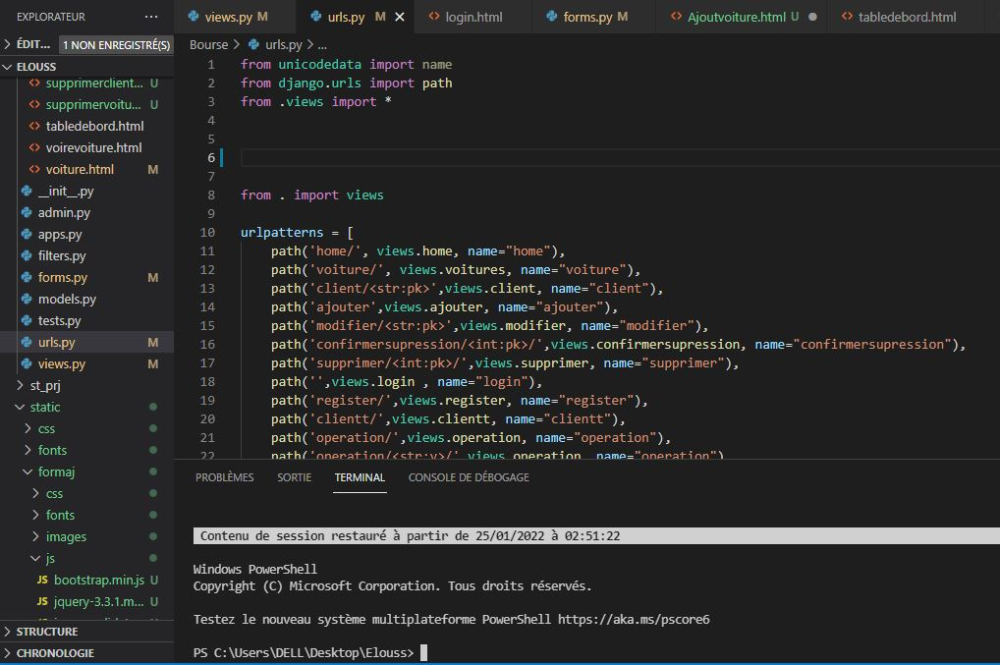 EXPLORATEUR ...
views.py M
urls.py M
login.html
forms.py M
Ajoutvoiture.html U
tabledebord.html
ÉDIT... 1 NON ENREGISTRÉ(S)
Bourse > urls.py > ...
ELOUSS
supprimerclient... U
supprimervoitu... U
tabledebord.html
voirevoiture.html
voiture.html M
__init__.py
admin.py
apps.py
filters.py
forms.py M
models.py
tests.py
urls.py M
views.py M
st_prj
static
css
fonts
formaj
css
fonts
images
js
JS bootstrap.min.js U
JS jquery-3.3.1.m... U
STRUCTURE
CHRONOLOGIE
1 from unicodedata import name
2 from django.urls import path
3 from .views import *
4
5
6
7
8 from . import views
9
10 urlpatterns = [
11 path('home/', views.home, name="home"),
12 path('voiture/', views.voitures, name="voiture"),
13 path('client/<str:pk>',views.client, name="client"),
14 path('ajouter',views.ajouter, name="ajouter"),
15 path('modifier/<str:pk>',views.modifier, name="modifier"),
16 path('confirmersupression/<int:pk>/',views.confirmersupression, name="confirmersupression"),
17 path('supprimer/<int:pk>/',views.supprimer, name="supprimer"),
18 path('',views.login , name="login"),
19 path('register/',views.register, name="register"),
20 path('clientt/',views.clientt, name="clientt"),
21 path('operation/',views.operation, name="operation"),
22 path('operation/<str:v>/',views.operation, name="operation")
PROBLÈMES SORTIE TERMINAL CONSOLE DE DÉBOGAGE
Contenu de session restauré à partir de 25/01/2022 à 02:51:22
Windows PowerShell
Copyright (C) Microsoft Corporation. Tous droits réservés.
Testez le nouveau système multiplateforme PowerShell https://aka.ms/pscore6
PS C:\Users\DELL\Desktop\Elouss>